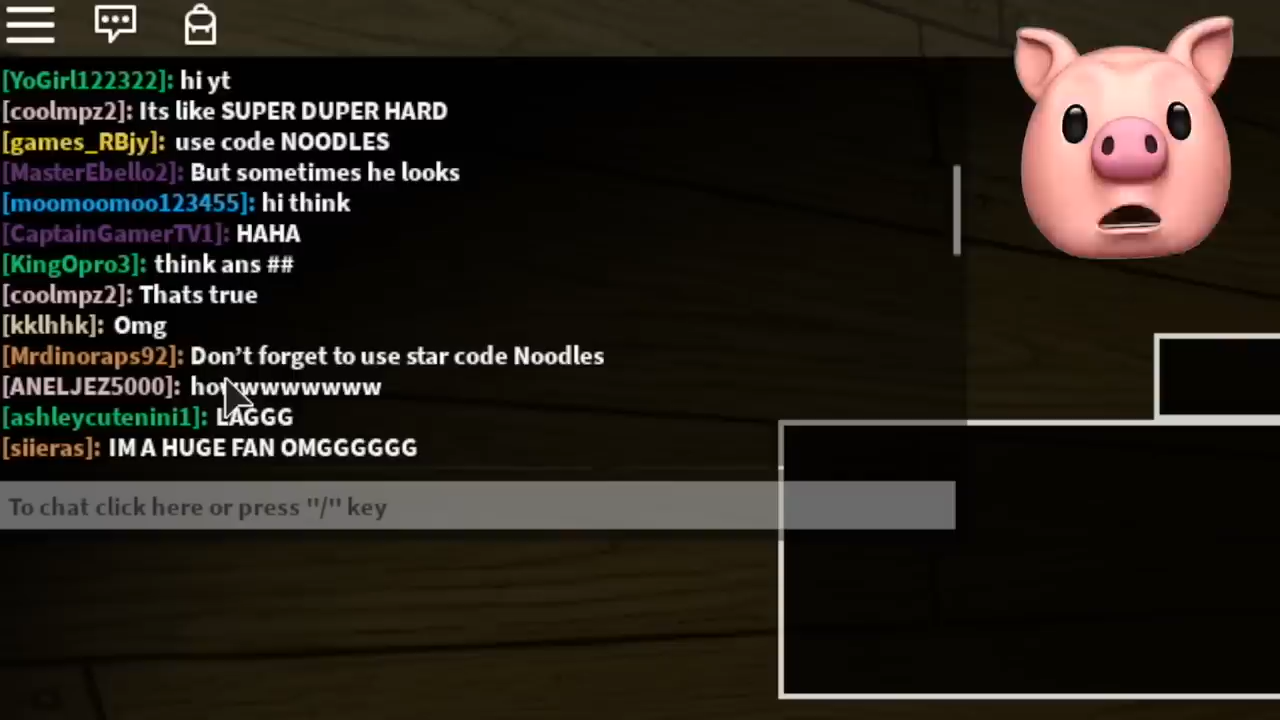 [YoGirl122322]: hi yt
[coolmpz2]: Its like SUPER DUPER HARD
[games_RBjy]: use code NOODLES
[MasterEbello2]: But sometimes he looks
[moomoomoo123455]: hi think
[CaptainGamerTV1]: HAHA
[KingOpro3]: think ans ##
[coolmpz2]: Thats true
[kklhhk]: Omg
[Mrdinoraps92]: Don't forget to use star code Noodles
[ANELJEZ5000]: howwwwwwww
[ashleycutenini1]: LAGGG
[siieras]: IM A HUGE FAN OMGGGGGG
To chat click here or press "/" key